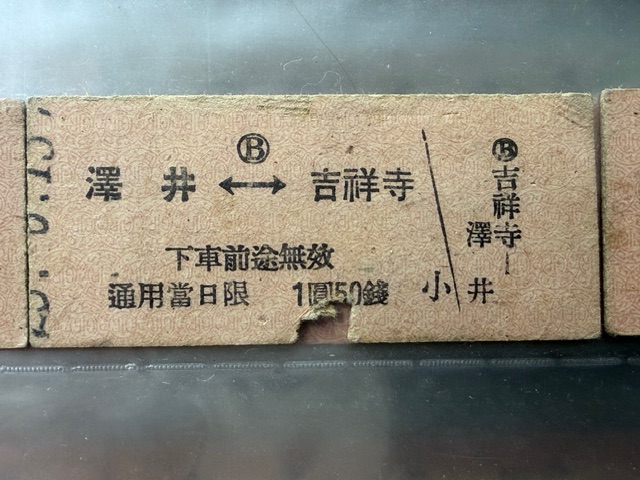 Ⓑ
澤井 ↔ 吉祥寺
下車前途無效
通用當日限 1圓50錢
小
Ⓑ吉祥寺―
澤井